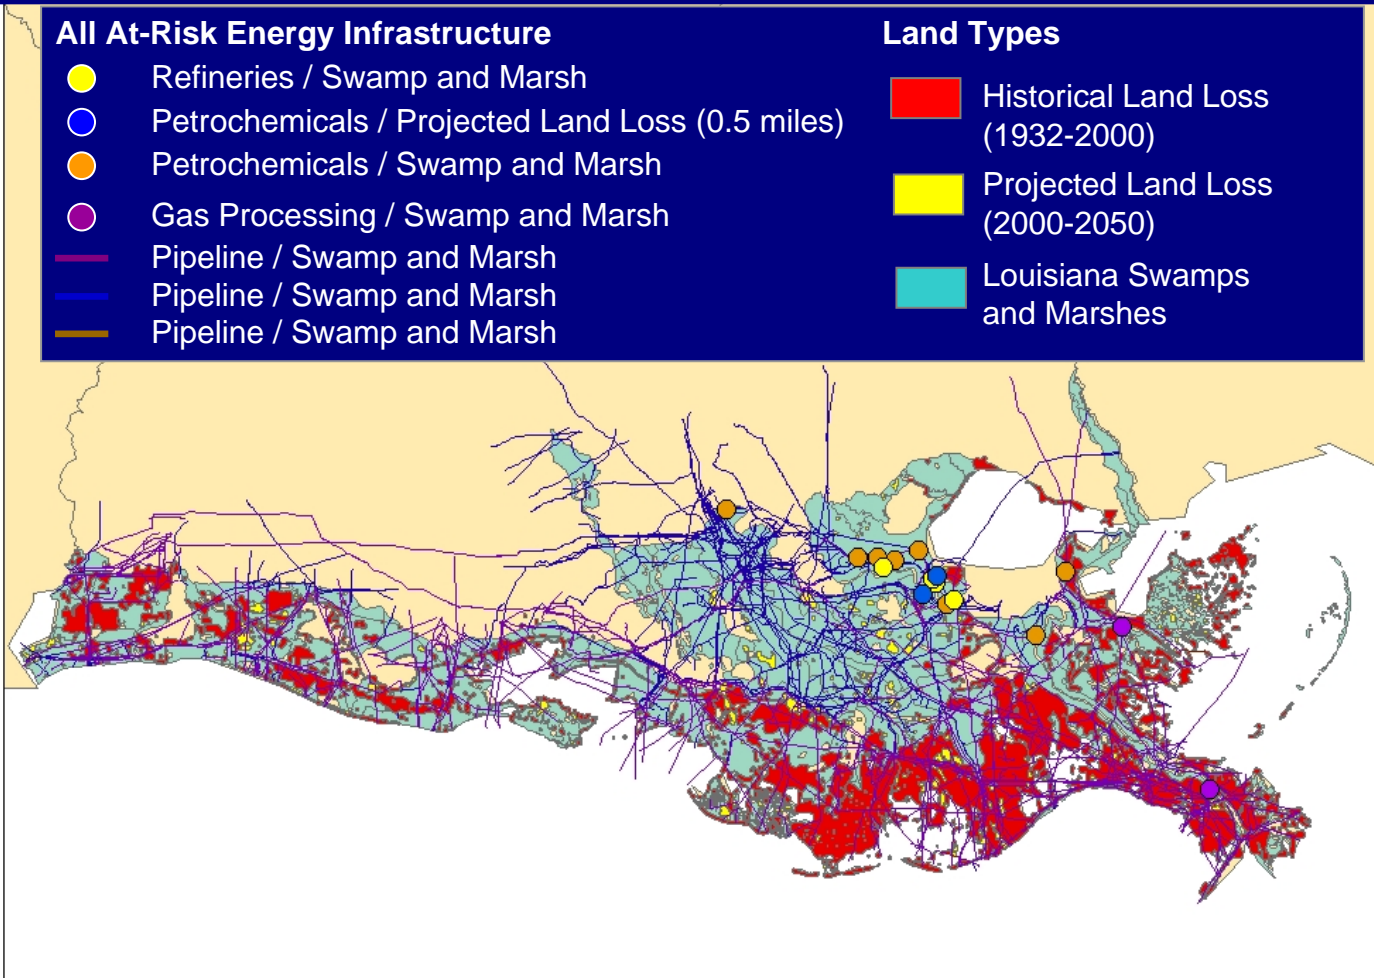 All At-Risk Energy Infrastructure
Refineries / Swamp and Marsh
Petrochemicals / Projected Land Loss (0.5 miles)
Petrochemicals / Swamp and Marsh
Gas Processing / Swamp and Marsh
Pipeline / Swamp and Marsh
Pipeline / Swamp and Marsh
Pipeline / Swamp and Marsh
Land Types
Historical Land Loss
(1932-2000)
Projected Land Loss
(2000-2050)
Louisiana Swamps
and Marshes